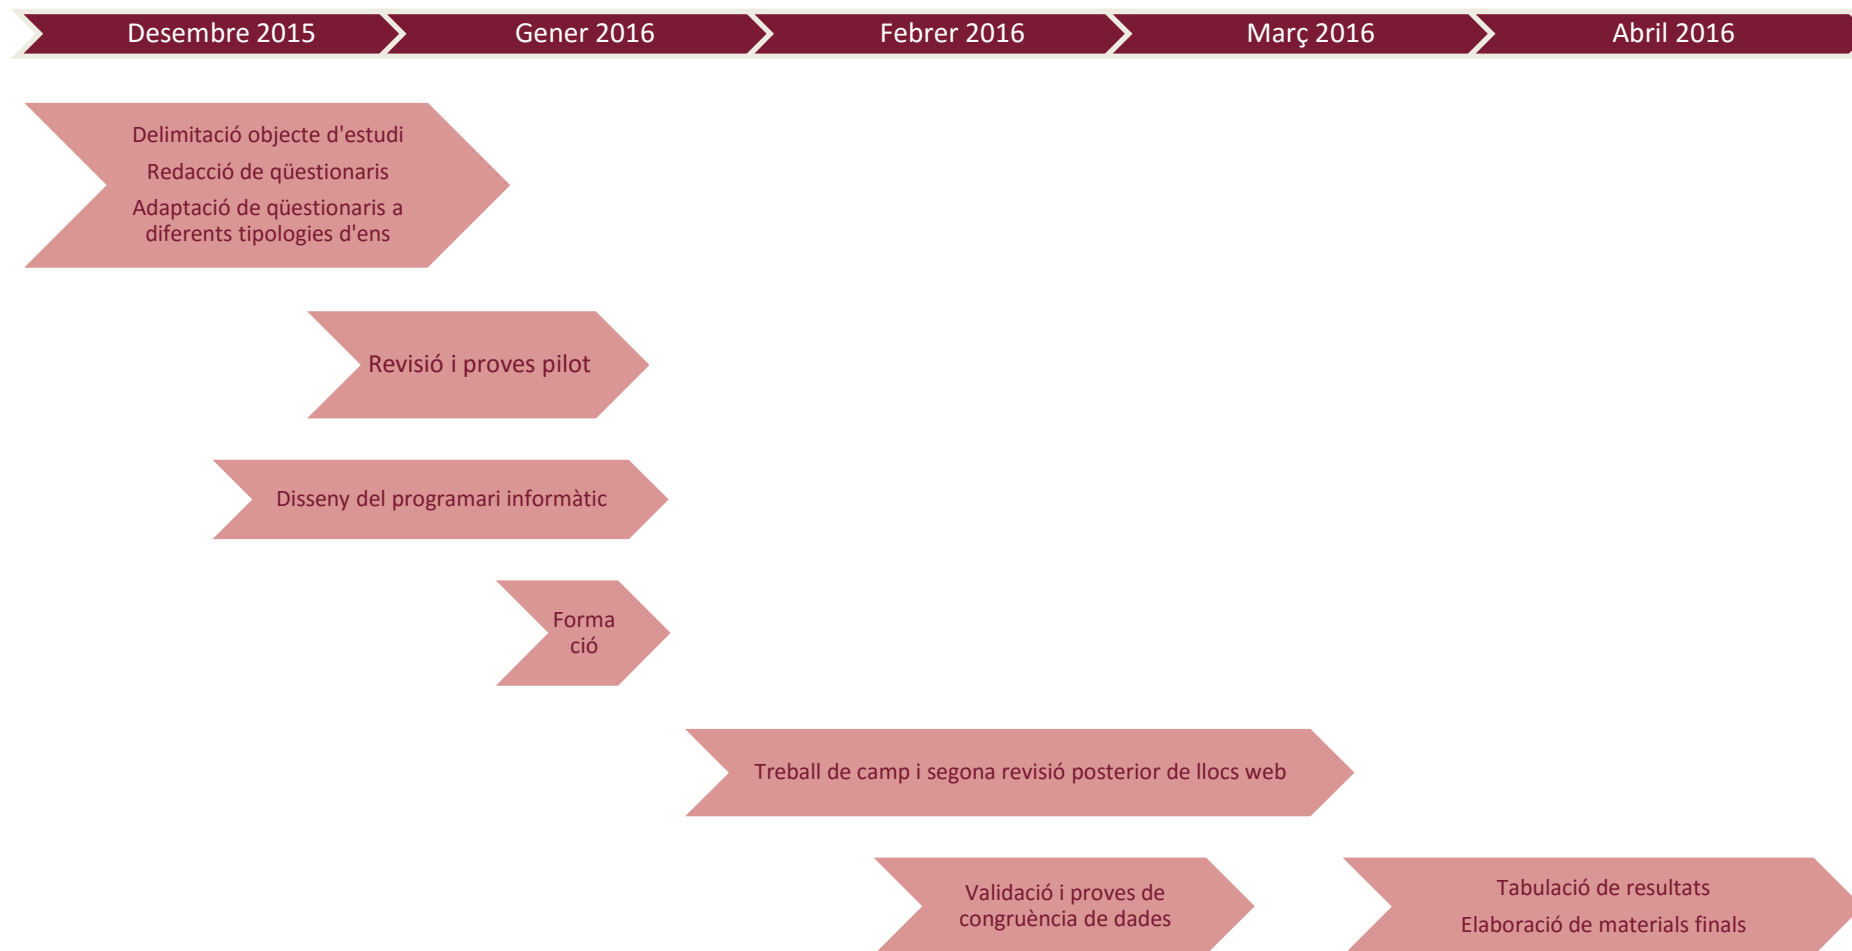 Desembre 2015
Gener 2016
Febrer 2016
Març 2016
Abril 2016
Delimitació objecte d'estudi
Redacció de qüestionaris
Adaptació de qüestionaris a
diferents tipologies d'ens
Revisió i proves pilot
Disseny del programari informàtic
Forma
ció
Treball de camp i segona revisió posterior de llocs web
Validació i proves de
congruència de dades
Tabulació de resultats
Elaboració de materials finals